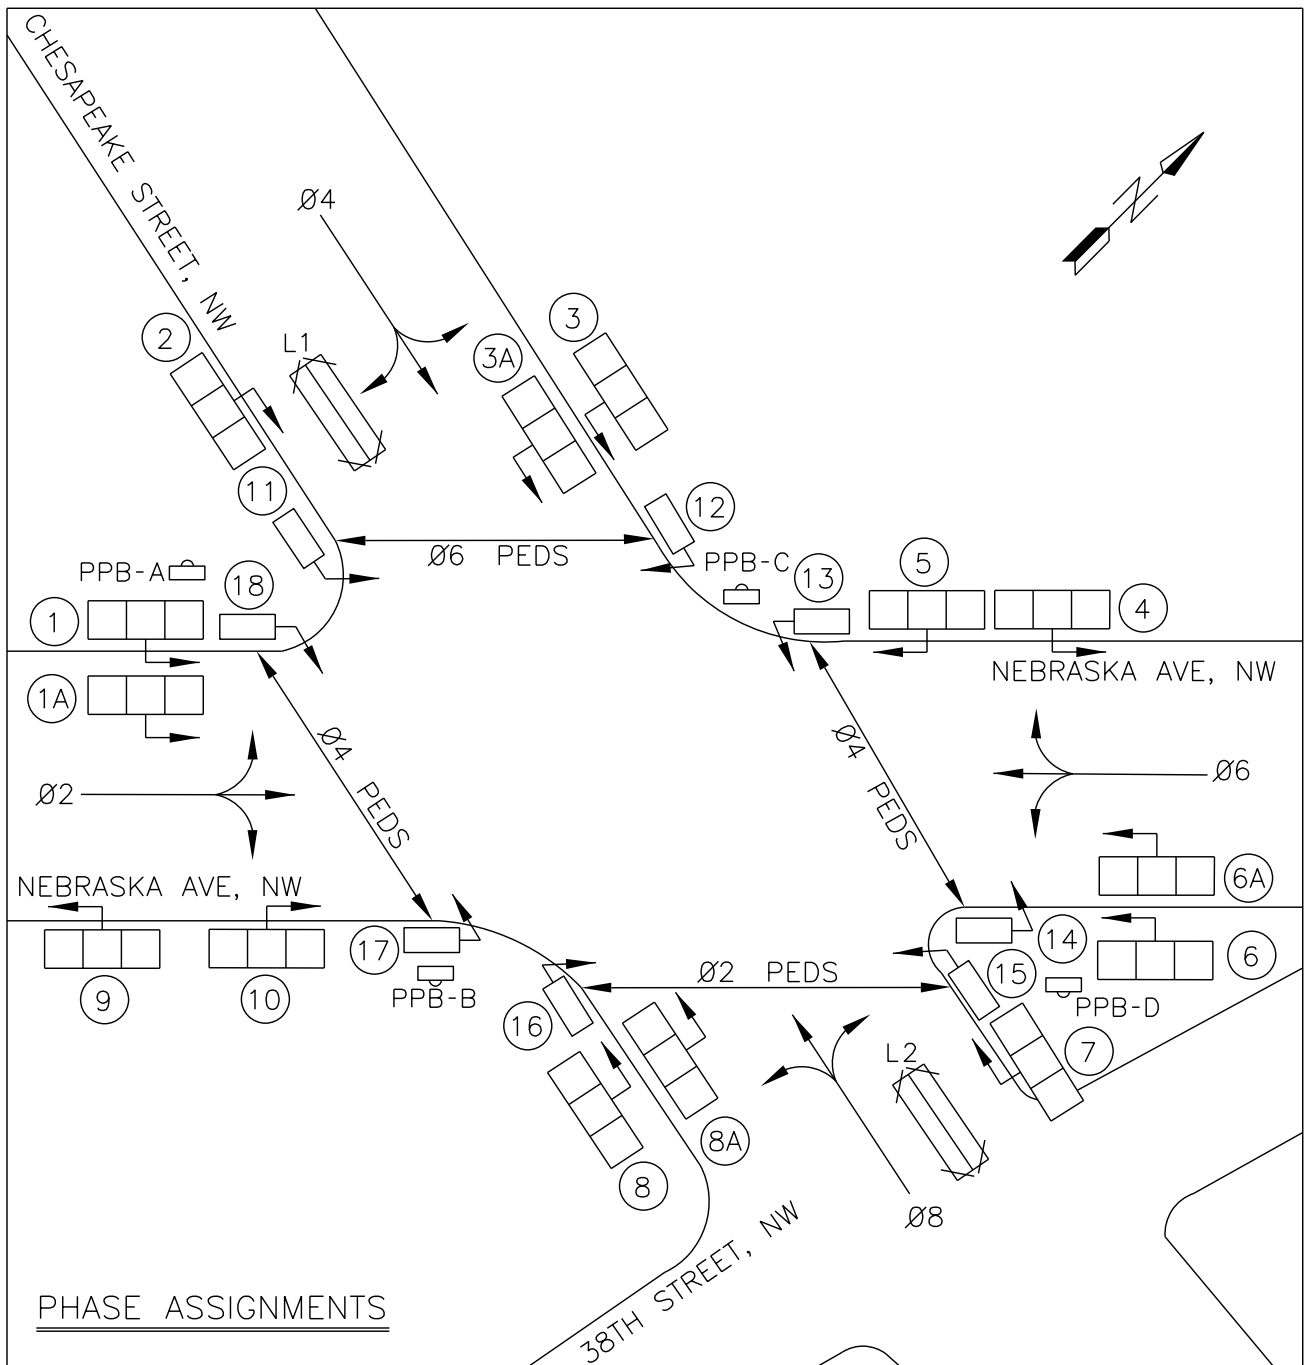 CHESAPEAKE STREET, NW
Ø4
N
3
2
L1
3A
11
12
Ø6 PEDS
PPB-A
PPB-C
5
18
13
1
4
NEBRASKA AVE, NW
1A
Ø4 PEDS
Ø4 PEDS
Ø2
Ø6
NEBRASKA AVE, NW
6A
17
14
6
Ø2 PEDS
9
10
PPB-B
15
PPB-D
16
L2
7
8A
8
Ø8
38TH STREET, NW
PHASE ASSIGNMENTS